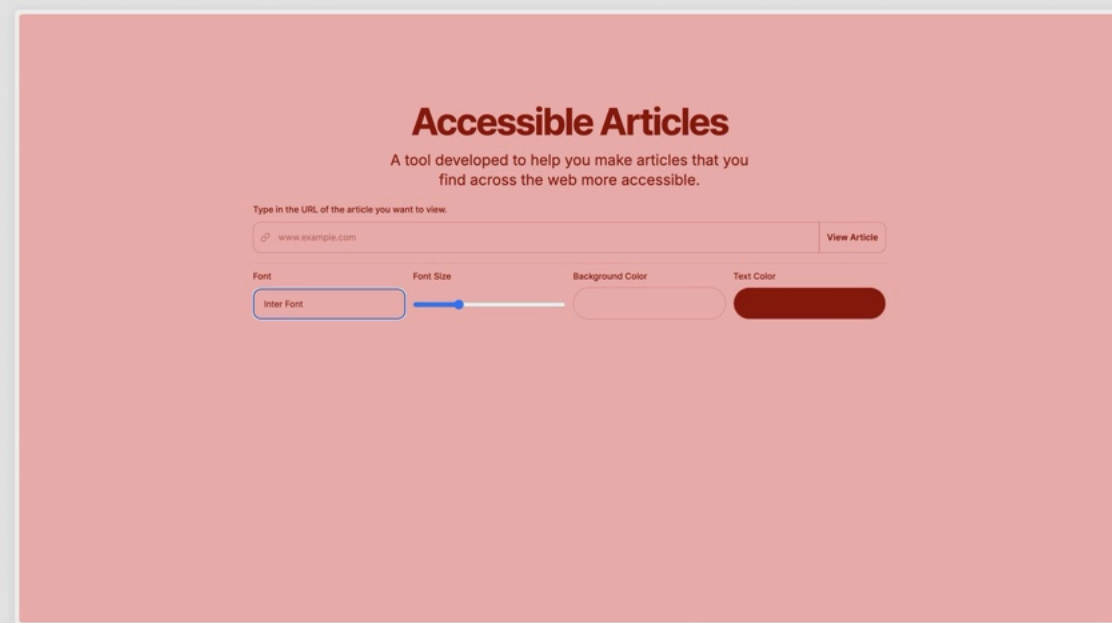 Accessible Articles
A tool developed to help you make articles that you
find across the web more accessible.
Type in the URL of the article you want to view.
www.example.com
View Article
Font
Font Size
Background Color
Text Color
Inter Font